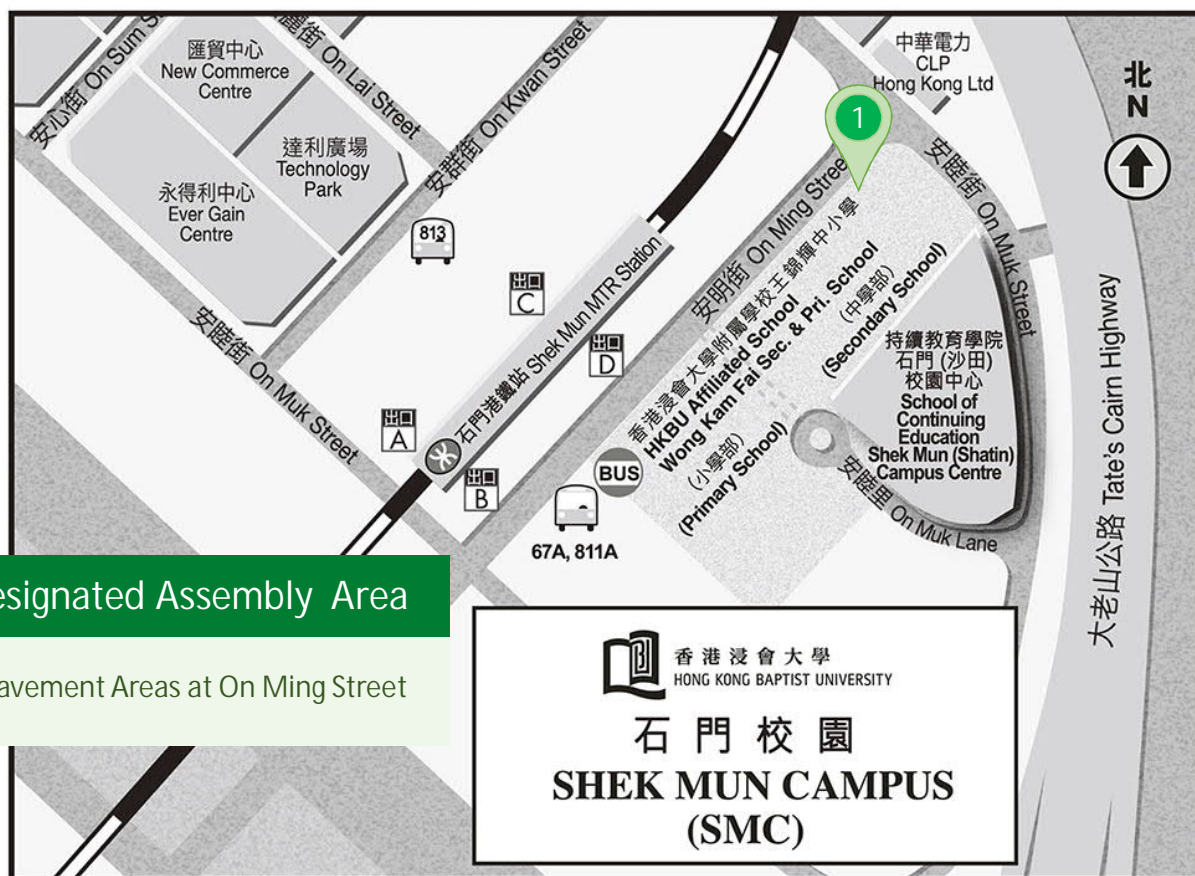 安心街 On Sum S
麗街 On Lai Street
匯貿中心
New Commerce
Centre
達利廣場
Technology
Park
永得利中心
Ever Gain
Centre
安群街 On Kwan Street
813
中華電力
CLP
Hong Kong Ltd
北
N
1
安睦街 On Muk Street
安明街 On Ming Street
出口
C
石門港鐵站 Shek Mun MTR Station
出口
D
安睦街 On Muk Street
出口
A
出口
B
香港浸會大學附屬學校王錦輝中小學
HKBU Affiliated School
Wong Kam Fai Sec. & Pri. School
(中學部)
(Secondary School)
(小學部)
(Primary School)
持續教育學院
石門 (沙田)
校園中心
School of
Continuing
Education
Shek Mun (Shatin)
Campus Centre
安睦里 On Muk Lane
大老山公路 Tate's Cairn Highway
BUS
67A, 811A
esignated Assembly Area
avement Areas at On Ming Street
香港浸會大學
HONG KONG BAPTIST UNIVERSITY
石門校園
SHEK MUN CAMPUS
(SMC)